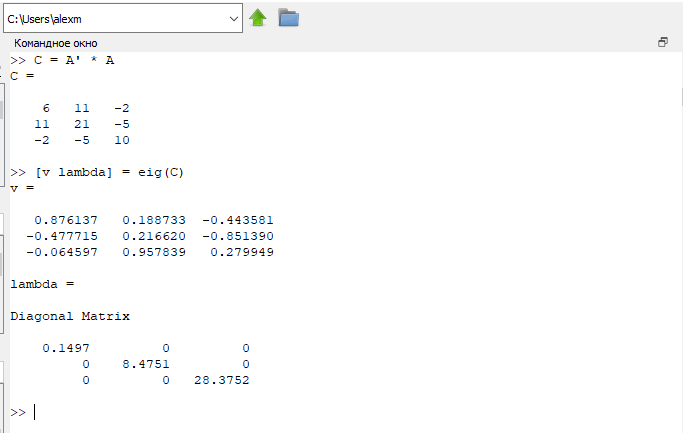 C:\Users\alexm
Командное окно
>> C = A' * A
C =
6 11 -2
11 21 -5
-2 -5 10
>> [v lambda] = eig(C)
v =
0.876137 0.188733 -0.443581
-0.477715 0.216620 -0.851390
-0.064597 0.957839 0.279949
lambda =
Diagonal Matrix
0.1497 0 0
0 8.4751 0
0 0 28.3752
>>